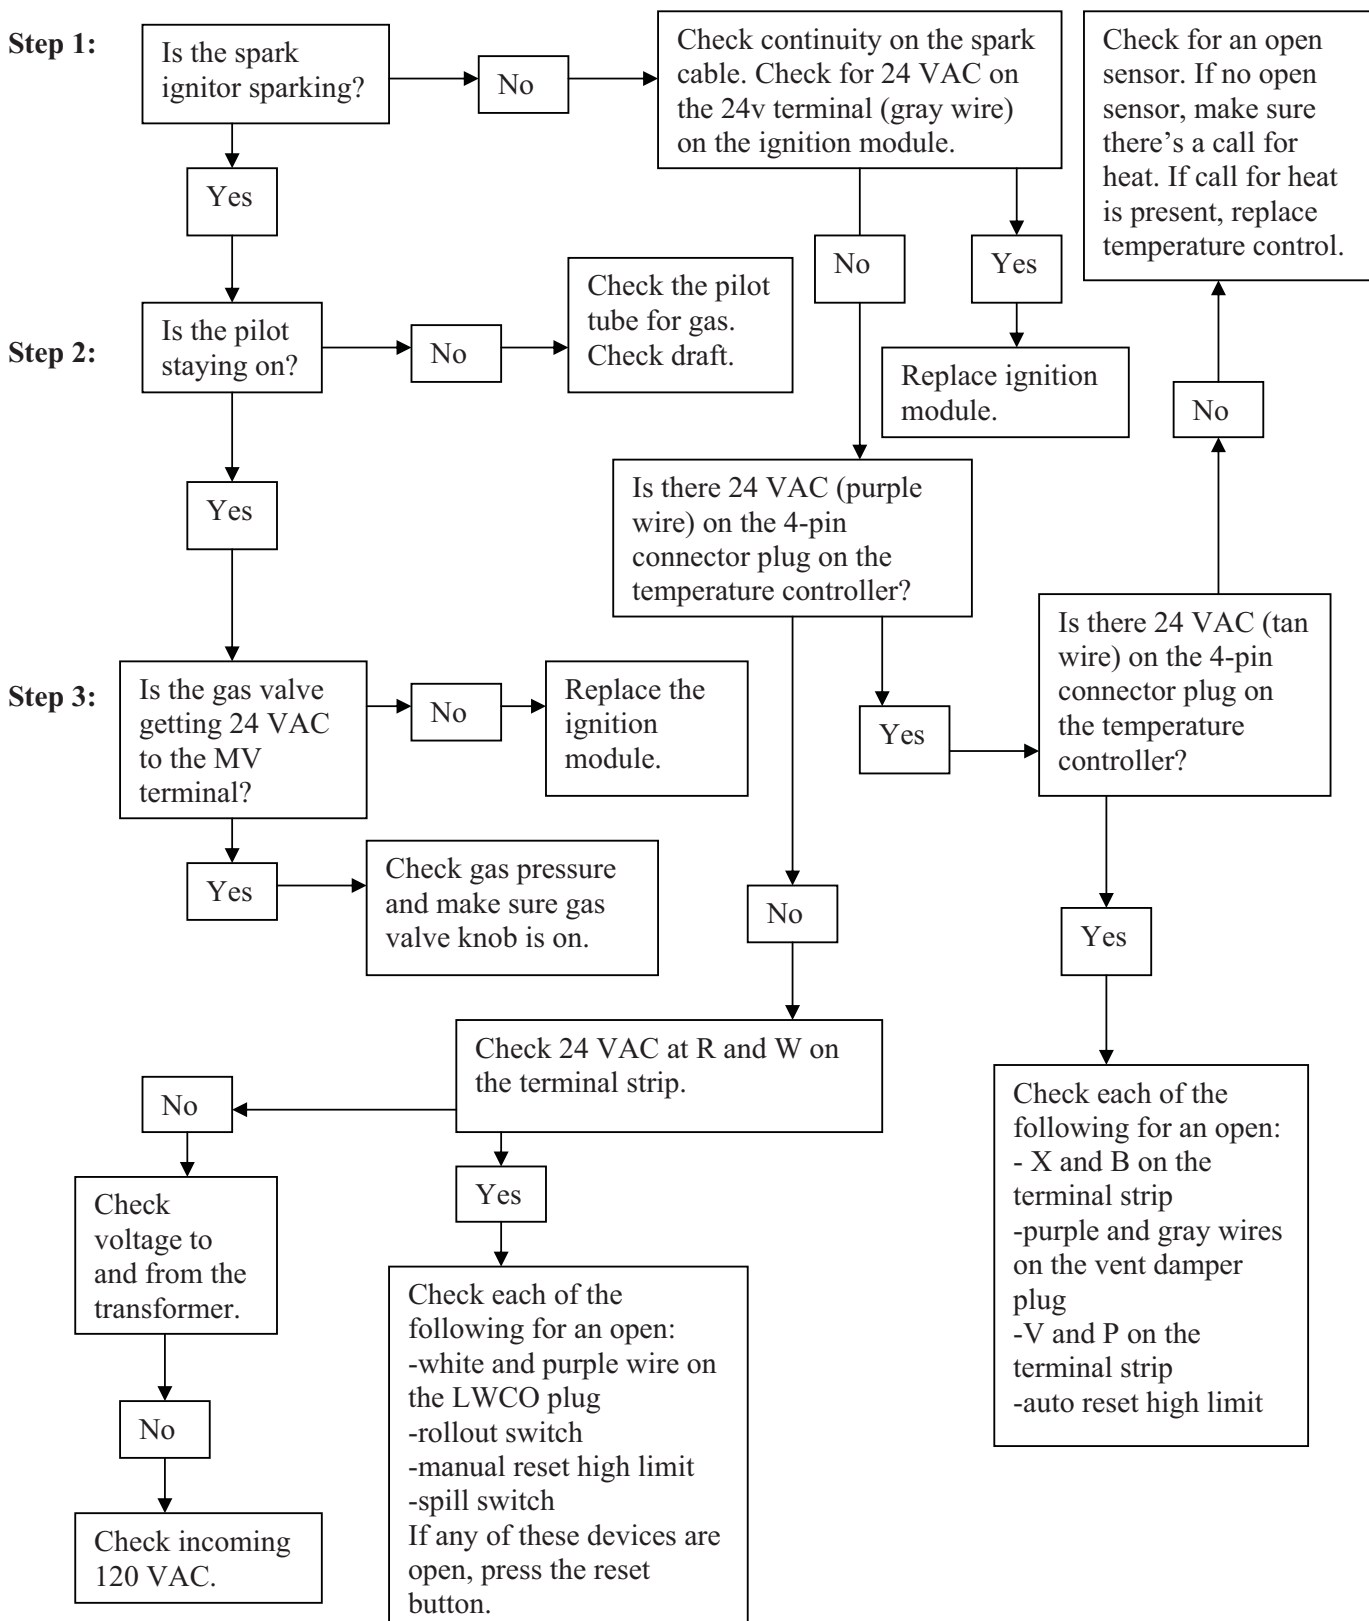 Step 1:
Is the spark
ignitor sparking?
No
Check continuity on the spark
cable. Check for 24 VAC on
the 24v terminal (gray wire)
on the ignition module.
Check for an open
sensor. If no open
sensor, make sure
there's a call for
heat. If call for heat
is present, replace
temperature control.
Yes
No
Yes
Step 2:
Is the pilot
staying on?
No
Check the pilot
tube for gas.
Check draft.
Replace ignition
module.
No
Yes
Is there 24 VAC (purple
wire) on the 4-pin
connector plug on the
temperature controller?
Is there 24 VAC (tan
wire) on the 4-pin
connector plug on
the temperature
controller?
Step 3:
Is the gas valve
getting 24 VAC
to the MV
terminal?
No
Replace the
ignition
module.
Yes
Yes
Check gas pressure
and make sure gas
valve knob is on.
No
Yes
Check 24 VAC at R and W on
the terminal strip.
No
Yes
Check
voltage to
and from the
transformer.
Check each of the
following for an open:
- X and B on the
terminal strip
-purple and gray wires
on the vent damper
plug
-V and P on the
terminal strip
-auto reset high limit
Check each of the
following for an open:
-white and purple wire on
the LWCO plug
-rollout switch
-manual reset high limit
-spill switch
If any of these devices are
open, press the reset
button.
No
Check incoming
120 VAC.